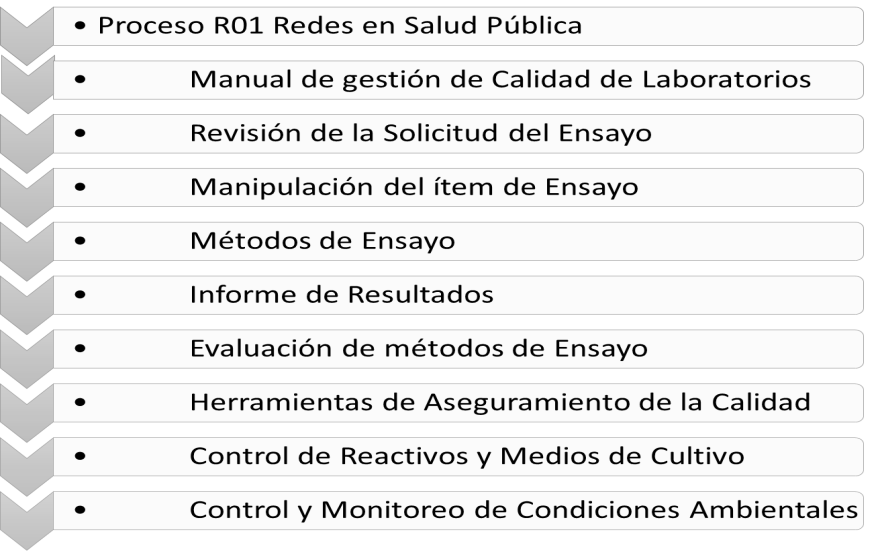 • Proceso R01 Redes en Salud Pública
• Manual de gestión de Calidad de Laboratorios
• Revisión de la Solicitud del Ensayo
• Manipulación del ítem de Ensayo
• Métodos de Ensayo
• Informe de Resultados
• Evaluación de métodos de Ensayo
• Herramientas de Aseguramiento de la Calidad
• Control de Reactivos y Medios de Cultivo
• Control y Monitoreo de Condiciones Ambientales